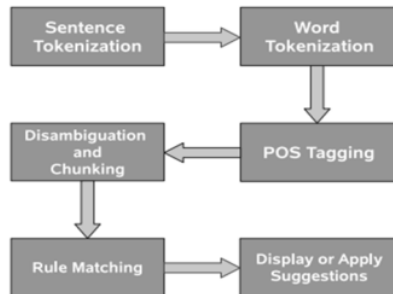 Sentence
Tokenization
Word
Tokenization
POS Tagging
Disambiguation
and
Chunking
Rule Matching
Display or Apply
Suggestions